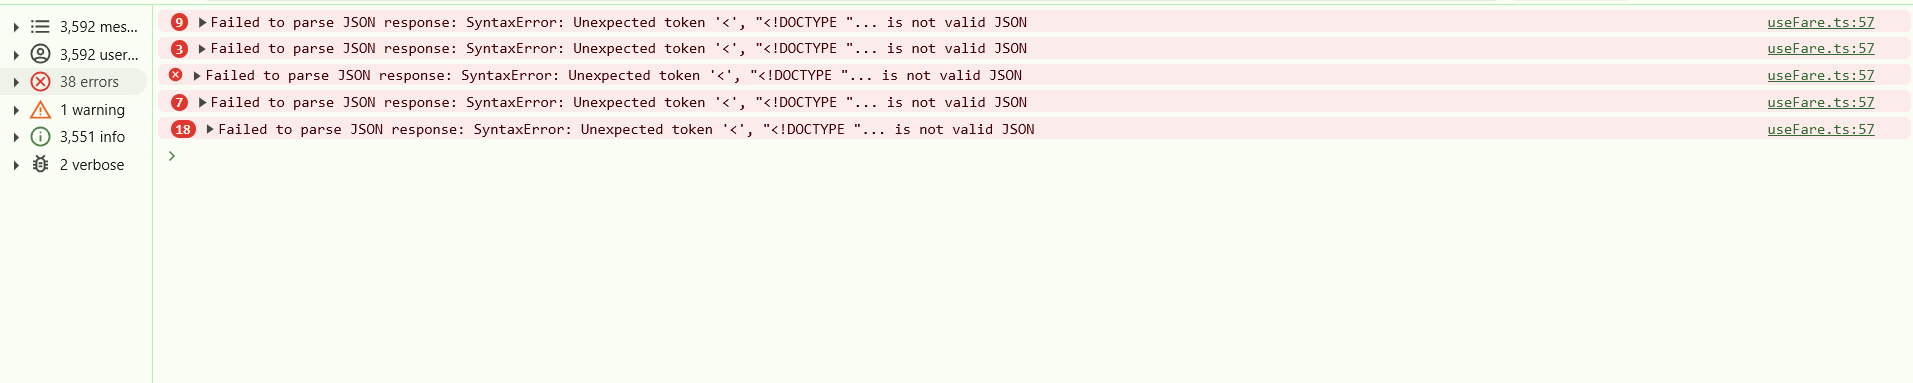 3,592 mes...
3,592 user...
38 errors
1 warning
3,551 info
2 verbose
9 Failed to parse JSON response: SyntaxError: Unexpected token '<', "<!DOCTYPE "... is not valid JSON useFare.ts:57
3 Failed to parse JSON response: SyntaxError: Unexpected token '<', "<!DOCTYPE "... is not valid JSON useFare.ts:57
Failed to parse JSON response: SyntaxError: Unexpected token '<', "<!DOCTYPE "... is not valid JSON useFare.ts:57
7 Failed to parse JSON response: SyntaxError: Unexpected token '<', "<!DOCTYPE "... is not valid JSON useFare.ts:57
18 Failed to parse JSON response: SyntaxError: Unexpected token '<', "<!DOCTYPE "... is not valid JSON useFare.ts:57